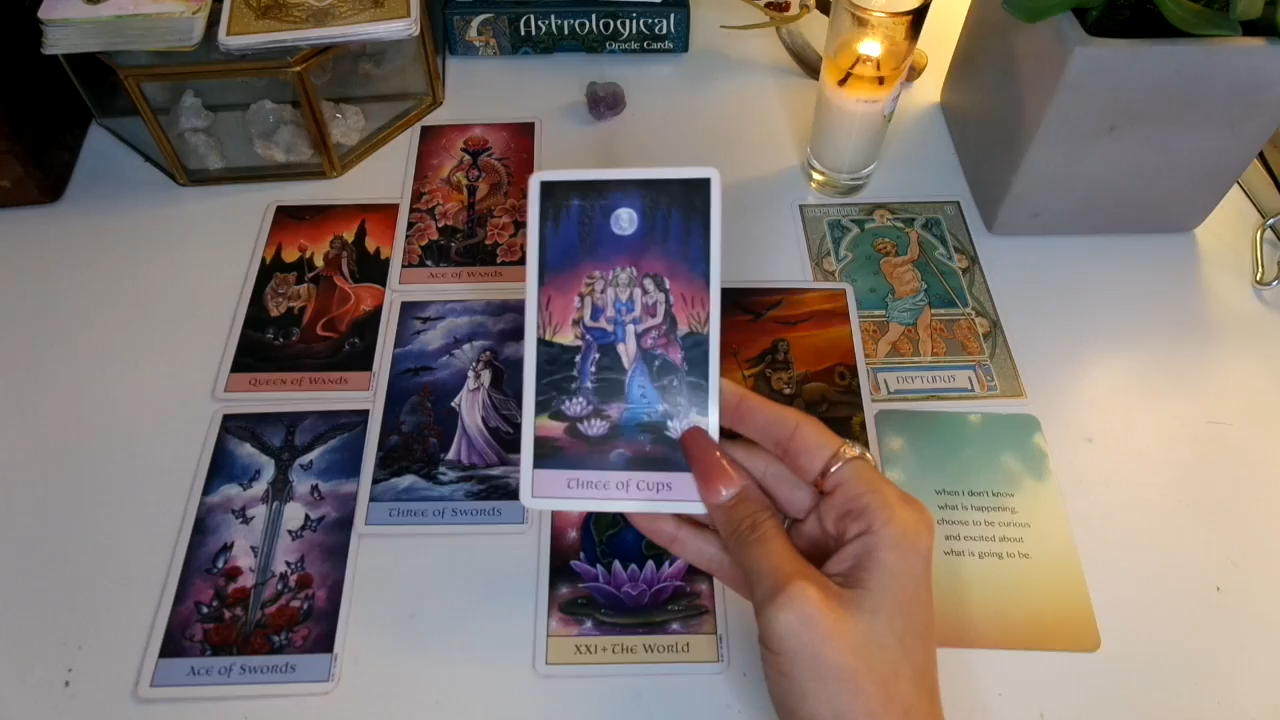 Astrological
Oracle Cards
Ace of Wands
Queen of Wands
Three of Swords
Three of Cups
NEPTUNUS
When I don't know
what is happening,
choose to be curious
and excited about
what is going to be.
Ace of Swords
XXI + The World